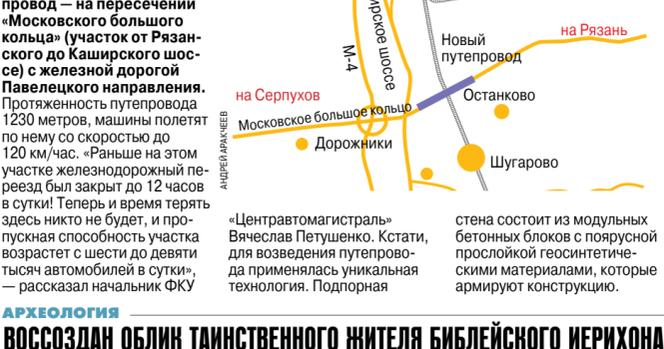 провод — на пересечении
«Московского большого
кольца» (участок от Рязан-
ского до Каширского шос-
се) с железной дорогой
Павелецкого направления.
Протяженность путепровода
1230 метров, машины полетят
по нему со скоростью до
120 км/час. «Раньше на этом
участке железнодорожный пе-
реезд был закрыт до 12 часов
в сутки! Теперь и время терять
здесь никто не будет, и про-
пускная способность участка
возрастет с шести до девяти
тысяч автомобилей в сутки»,
— рассказал начальник ФКУ
М-4
ирское шоссе
Новый
путепровод
на Рязань
на Серпухов
Московское большое кольцо
Останково
Дорожники
Шугарово
АНДРЕЙ АРАКЧЕЕВ
«Центравтомагистраль»
Вячеслав Петушенко. Кстати,
для возведения путепрово-
да применялась уникальная
технология. Подпорная
стена состоит из модульных
бетонных блоков с поярусной
прослойкой геосинтетиче-
скими материалами, которые
армируют конструкцию.
АРХЕОЛОГИЯ
ВОССОЗДАН ОБЛИК ТАИНСТВЕННОГО ЖИТЕЛЯ БИБЛЕЙСКОГО ИЕРИХОНА